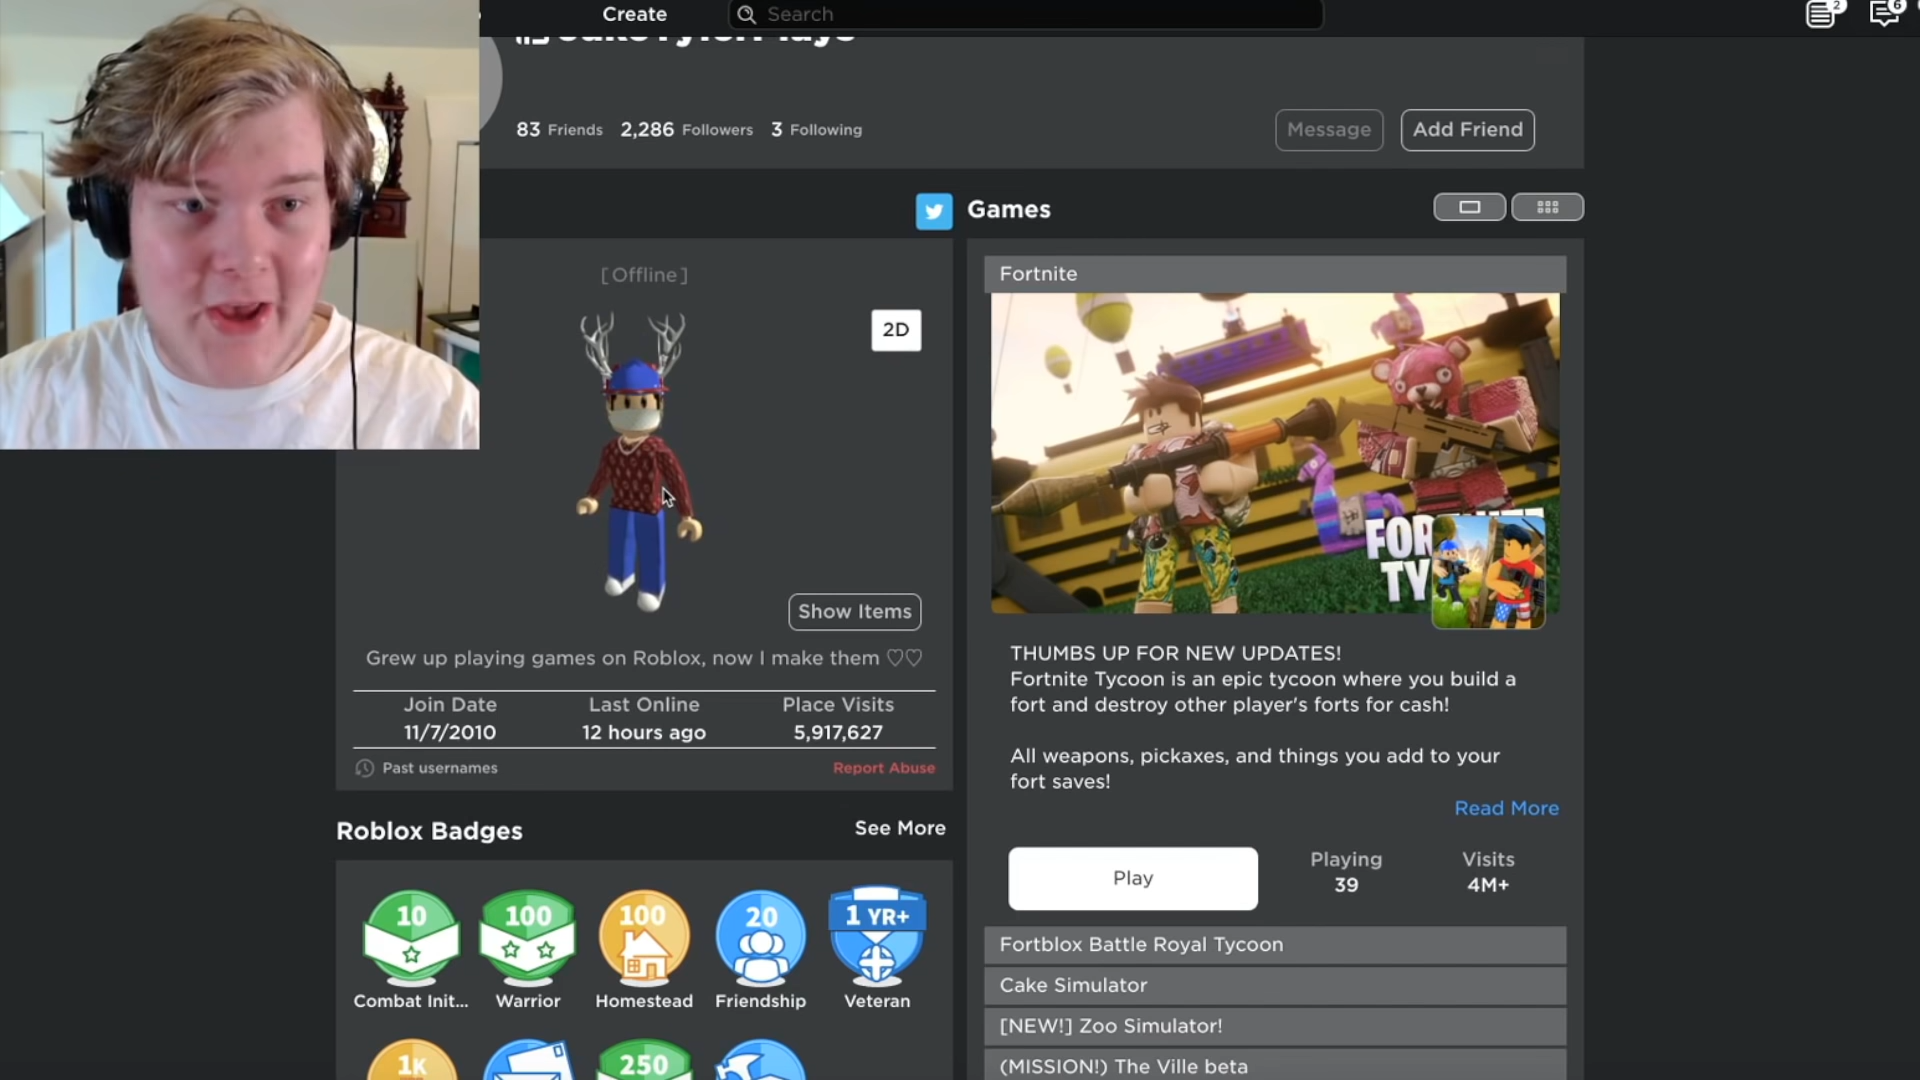 Create
Search
2
6
83 Friends 2,286 Followers 3 Following
Message
Add Friend
Games
[Offline]
2D
Fortnite
FOR
TY
Show Items
Grew up playing games on Roblox, now I make them ♡♡
Join Date
Last Online
Place Visits
11/7/2010
12 hours ago
5,917,627
Past usernames
Report Abuse
THUMBS UP FOR NEW UPDATES!
Fortnite Tycoon is an epic tycoon where you build a
fort and destroy other player's forts for cash!
All weapons, pickaxes, and things you add to your
fort saves!
Read More
Play
Playing
39
Visits
4M+
Roblox Badges
See More
10
100
100
20
1 YR+
Combat Init...
Warrior
Homestead
Friendship
Veteran
1K
250
Fortblox Battle Royal Tycoon
Cake Simulator
[NEW!] Zoo Simulator!
(MISSION!) The Ville beta